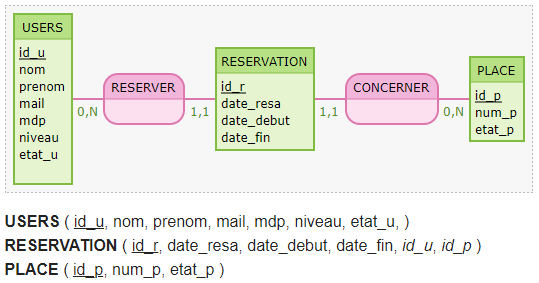 USERS
id_u
nom
prenom
mail
mdp
niveau
etat_u
0,N
RESERVER
1,1
RESERVATION
id_r
date_resa
date_debut
date_fin
1,1
CONCERNER
0,N
PLACE
id_p
num_p
etat_p
USERS ( id_u, nom, prenom, mail, mdp, niveau, etat_u, )
RESERVATION ( id_r, date_resa, date_debut, date_fin, id_u, id_p )
PLACE ( id_p, num_p, etat_p )